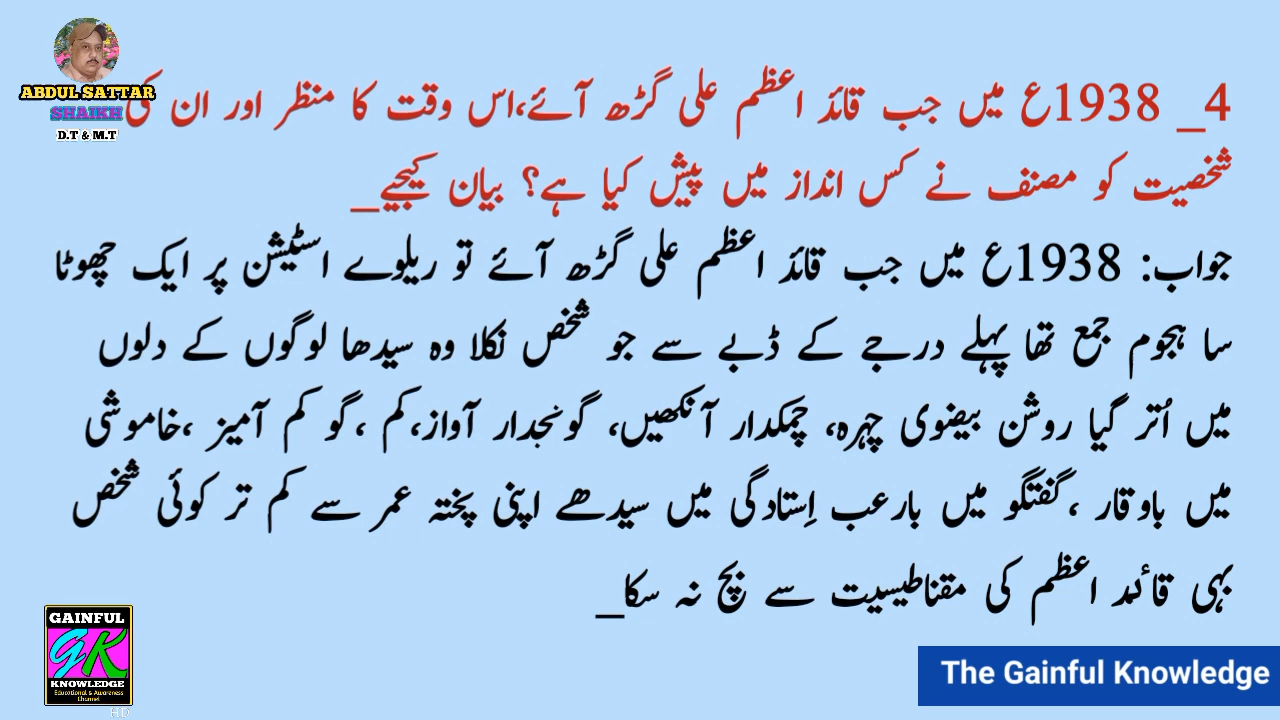 ABDUL SATTAR
SHAIKH
D.T & M.T
4_ 1938ع میں جب قائد اعظم علی گڑھ آئے،اس وقت کا منظر اور ان کی
شخصیت کو مصنف نے کس انداز میں پیش کیا ہے؟ بیان کیجیے_
جواب: 1938ع میں جب قائد اعظم علی گڑھ آئے تو ریلوے اسٹیشن پر ایک چھوٹا
سا ہجوم جمع تھا پہلے درجے کے ڈبے سے جو شخص نکلا وہ سیدھا لوگوں کے دلوں
میں اُتر گیا روشن بیضوی چہرہ، چمکدار آنکھیں، گونجدار آواز،کم ،گو کم آمیز ،خاموشی
میں باوقار ،گفتگو میں بارعب اِستادگی میں سیدھے اپنی پختہ عمر سے کم تر کوئی شخص
بہی قائد اعظم کی مقناطیسیت سے بچ نہ سکا_
GAINFUL
GK
KNOWLEDGE
Educational & Awareness
Channel
HD
The Gainful Knowledge